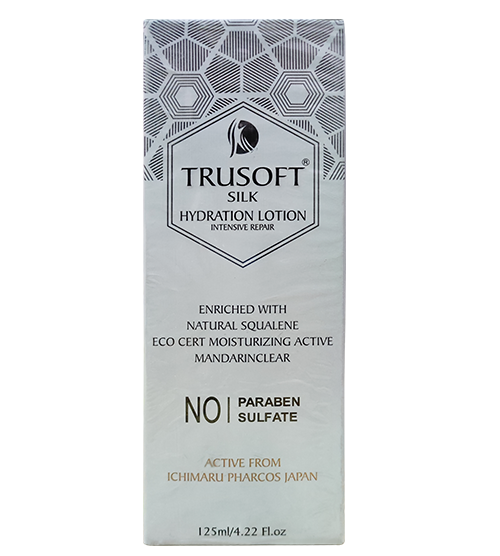 TRUSOFT®
SILK
HYDRATION LOTION
INTENSIVE REPAIR
ENRICHED WITH
NATURAL SQUALENE
ECO CERT MOISTURIZING ACTIVE
MANDARINCLEAR
NO | PARABEN
SULFATE
ACTIVE FROM
ICHIMARU PHARCOS JAPAN
125ml/4.22 Fl.oz